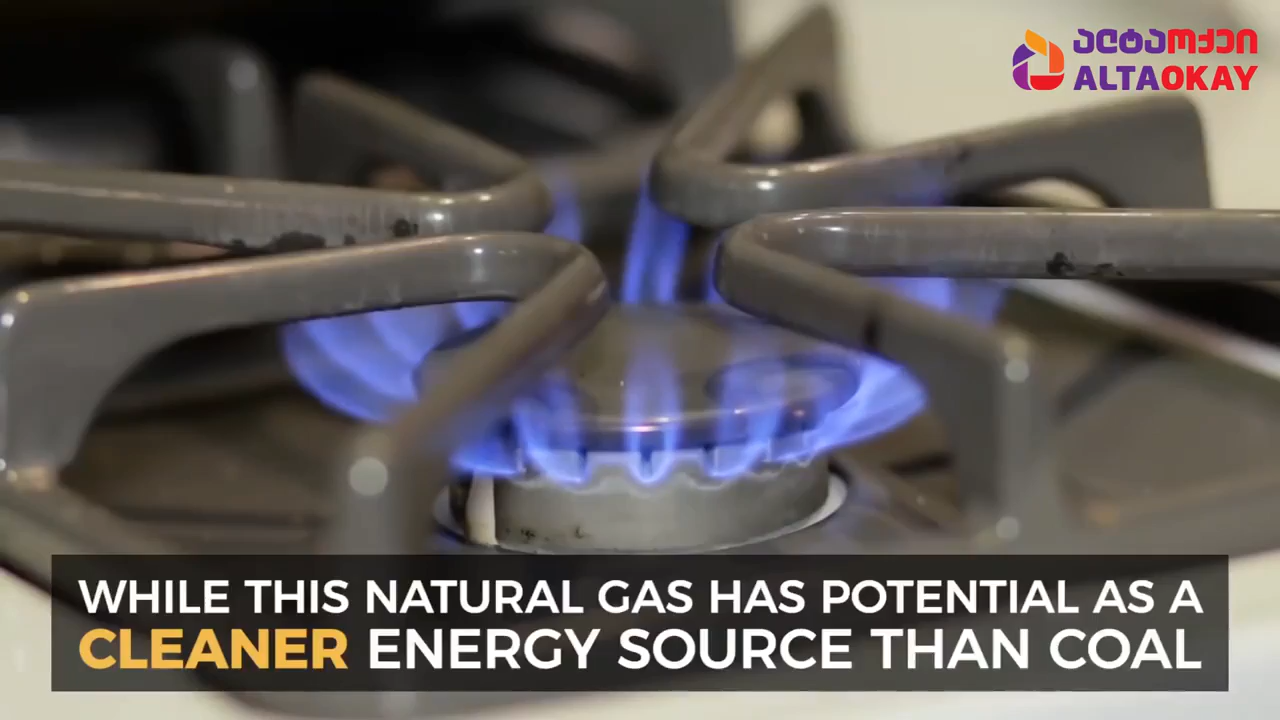 ალტაოქეი
ALTAOKAY
WHILE THIS NATURAL GAS HAS POTENTIAL AS A
CLEANER ENERGY SOURCE THAN COAL